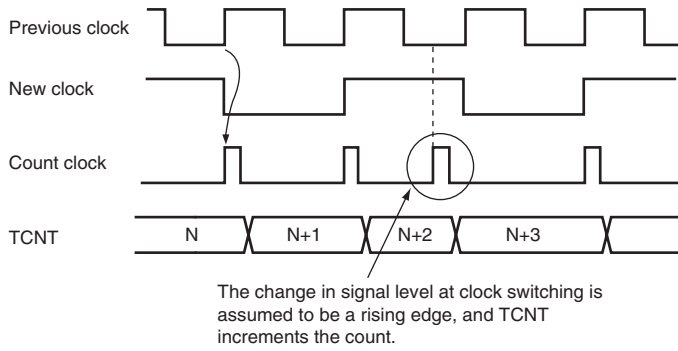 Previous clock
New clock
Count clock
TCNT
N
N+1
N+2
N+3
The change in signal level at clock switching is
assumed to be a rising edge, and TCNT
increments the count.